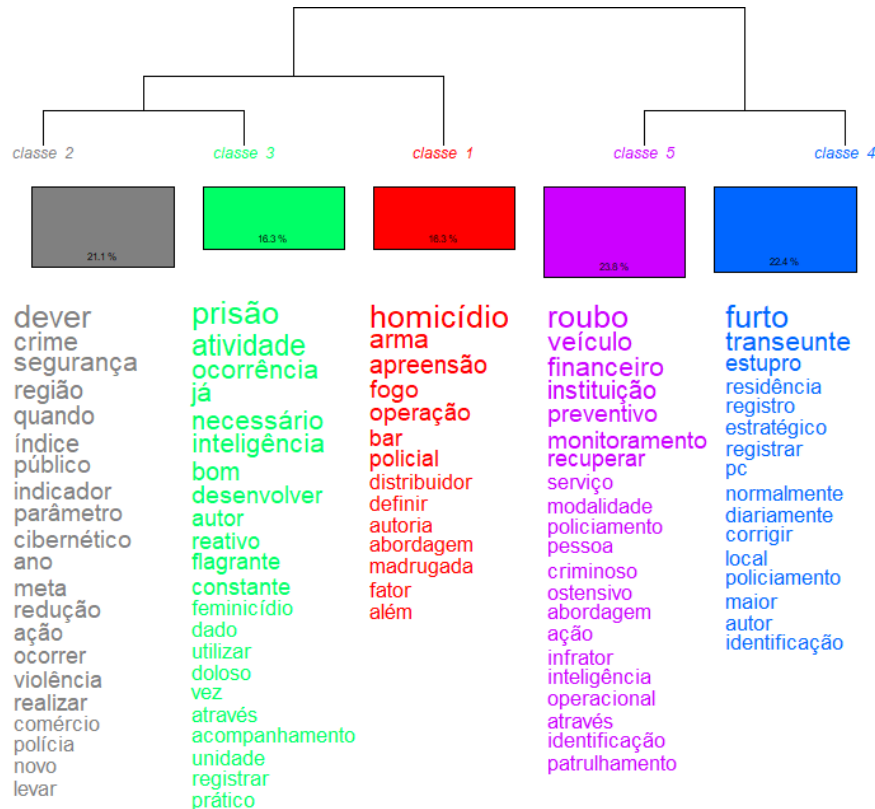 classe 2
classe 3
classe 1
classe 5
classe 4
21.1 %
16.3 %
16.3 %
23.8 %
22.4 %
dever
crime
segurança
região
quando
índice
público
indicador
parâmetro
cibernético
ano
meta
redução
ação
ocorrer
violência
realizar
comércio
polícia
novo
levar
prisão
atividade
ocorrência
já
necessário
inteligência
bom
desenvolver
autor
reativo
flagrante
constante
feminicídio
dado
utilizar
doloso
vez
através
acompanhamento
unidade
registrar
prático
homicídio
arma
apreensão
fogo
operação
bar
policial
distribuidor
definir
autoria
abordagem
madrugada
fator
além
roubo
veículo
financeiro
instituição
preventivo
monitoramento
recuperar
serviço
modalidade
policiamento
pessoa
criminoso
ostensivo
abordagem
ação
infrator
inteligência
operacional
através
identificação
patrulhamento
furto
transeunte
estupro
residência
registro
estratégico
registrar
pc
normalmente
diariamente
corrigir
local
policiamento
maior
autor
identificação